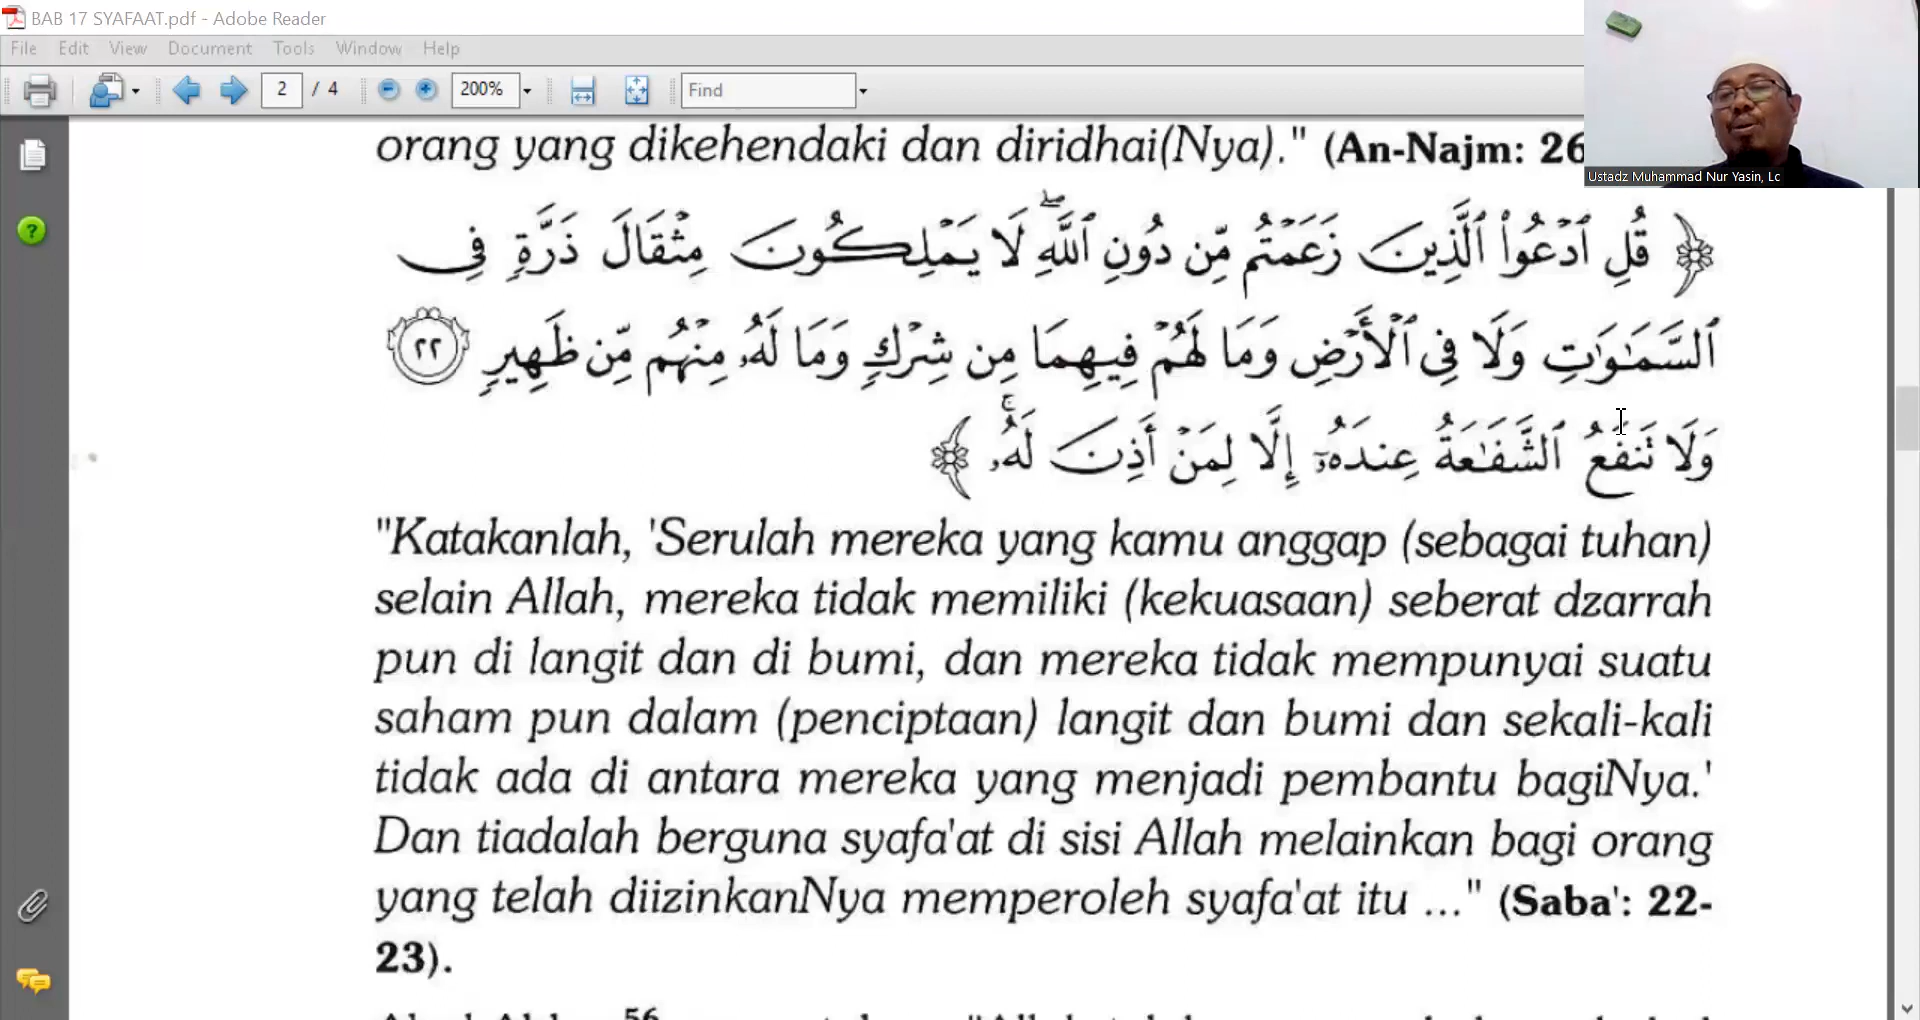 BAB 17 SYAFAAT.pdf - Adobe Reader
File Edit View Document Tools Window Help
2 / 4 200% Find
Ustadz Muhammad Nur Yasin, Lc
orang yang dikehendaki dan diridhai(Nya)." (An-Najm: 26
﴿ قُلِ ٱدْعُوا۟ ٱلَّذِينَ زَعَمْتُم مِّن دُونِ ٱللَّهِ ۖ لَا يَمْلِكُونَ مِثْقَالَ ذَرَّةٍ فِى
ٱلسَّمَـٰوَٰتِ وَلَا فِى ٱلْأَرْضِ وَمَا لَهُمْ فِيهِمَا مِن شِرْكٍ وَمَا لَهُۥ مِنْهُم مِّن ظَهِيرٍ ٢٢
وَلَا تَنفَعُ ٱلشَّفَـٰعَةُ عِندَهُۥٓ إِلَّا لِمَنْ أَذِنَ لَهُۥ ۚ ﴾
"Katakanlah, 'Serulah mereka yang kamu anggap (sebagai tuhan)
selain Allah, mereka tidak memiliki (kekuasaan) seberat dzarrah
pun di langit dan di bumi, dan mereka tidak mempunyai suatu
saham pun dalam (penciptaan) langit dan bumi dan sekali-kali
tidak ada di antara mereka yang menjadi pembantu bagiNya.'
Dan tiadalah berguna syafa'at di sisi Allah melainkan bagi orang
yang telah diizinkanNya memperoleh syafa'at itu ..." (Saba': 22-
23).
56